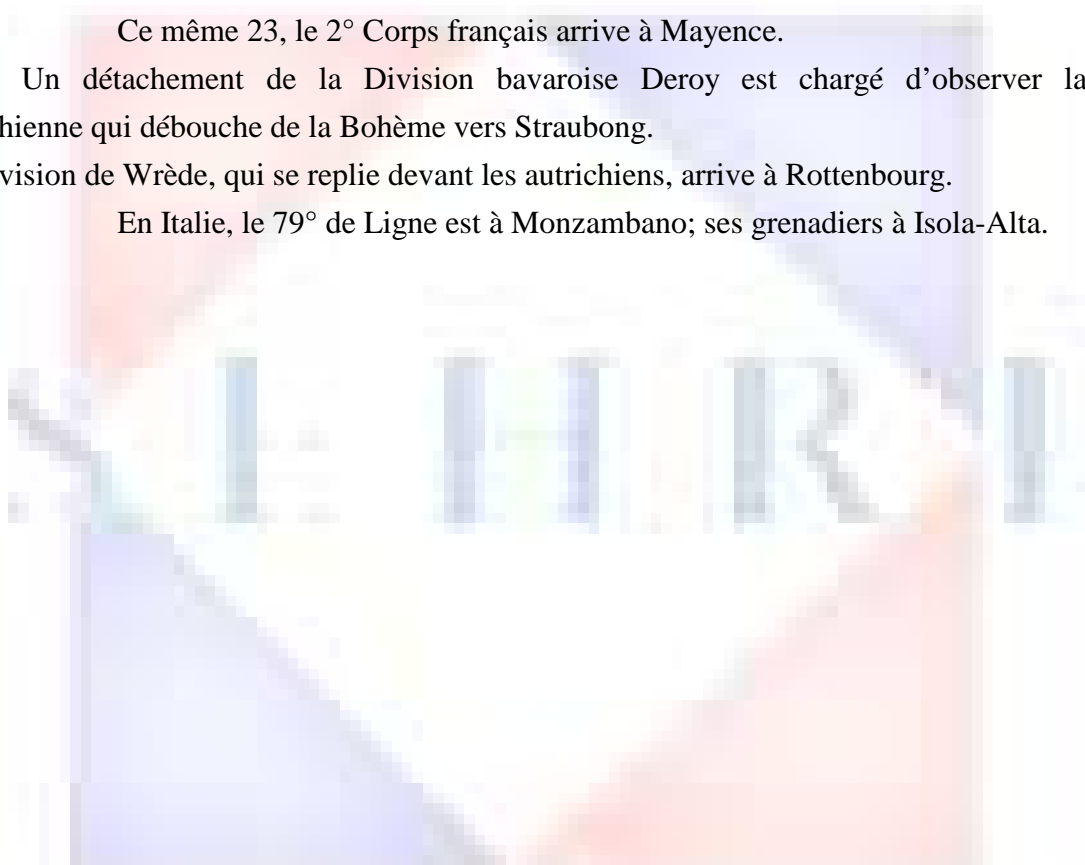 Ce même 23, le 2° Corps français arrive à Mayence.
Un détachement de la Division bavaroise Deroy est chargé d'observer la
hienne qui débouche de la Bohème vers Straubong.
vision de Wrède, qui se replie devant les autrichiens, arrive à Rottenbourg.
En Italie, le 79° de Ligne est à Monzambano; ses grenadiers à Isola-Alta.